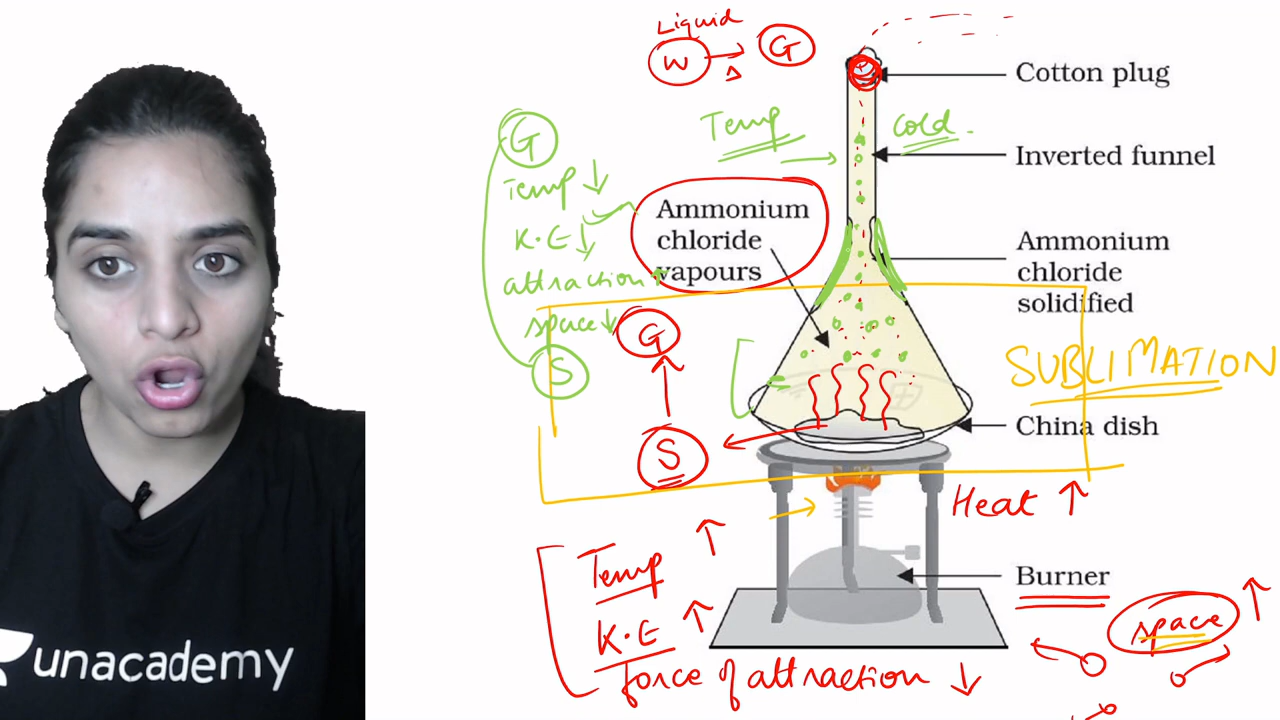 Liquid
W → G
Δ
Cotton plug
Temp
cold.
Inverted funnel
G
Temp ↓
K.E ↓
attraction ↑
space ↓
S
Ammonium
chloride
vapours
Ammonium
chloride
solidified
G
S
SUBLIMATION
China dish
Heat ↑
Temp ↑
K.E ↑
force of attraction ↓
Burner
space ↑
unacademy